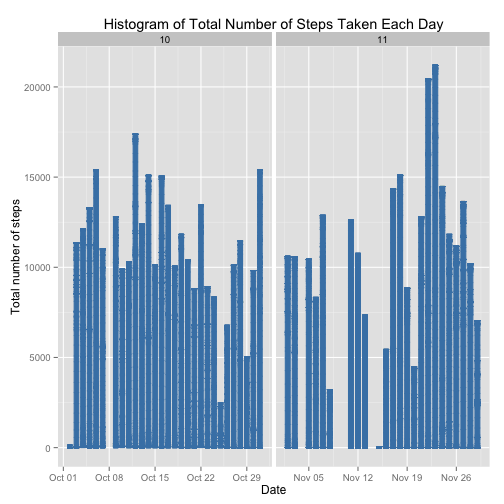 Histogram of Total Number of Steps Taken Each Day
10
11
20000
15000
10000
5000
0
Total number of steps
Oct 01
Oct 08
Oct 15
Oct 22
Oct 29
Nov 05
Nov 12
Nov 19
Nov 26
Date